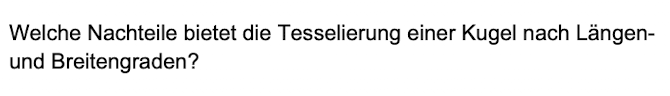 Welche Nachteile bietet die Tesselierung einer Kugel nach Längen-
und Breitengraden?